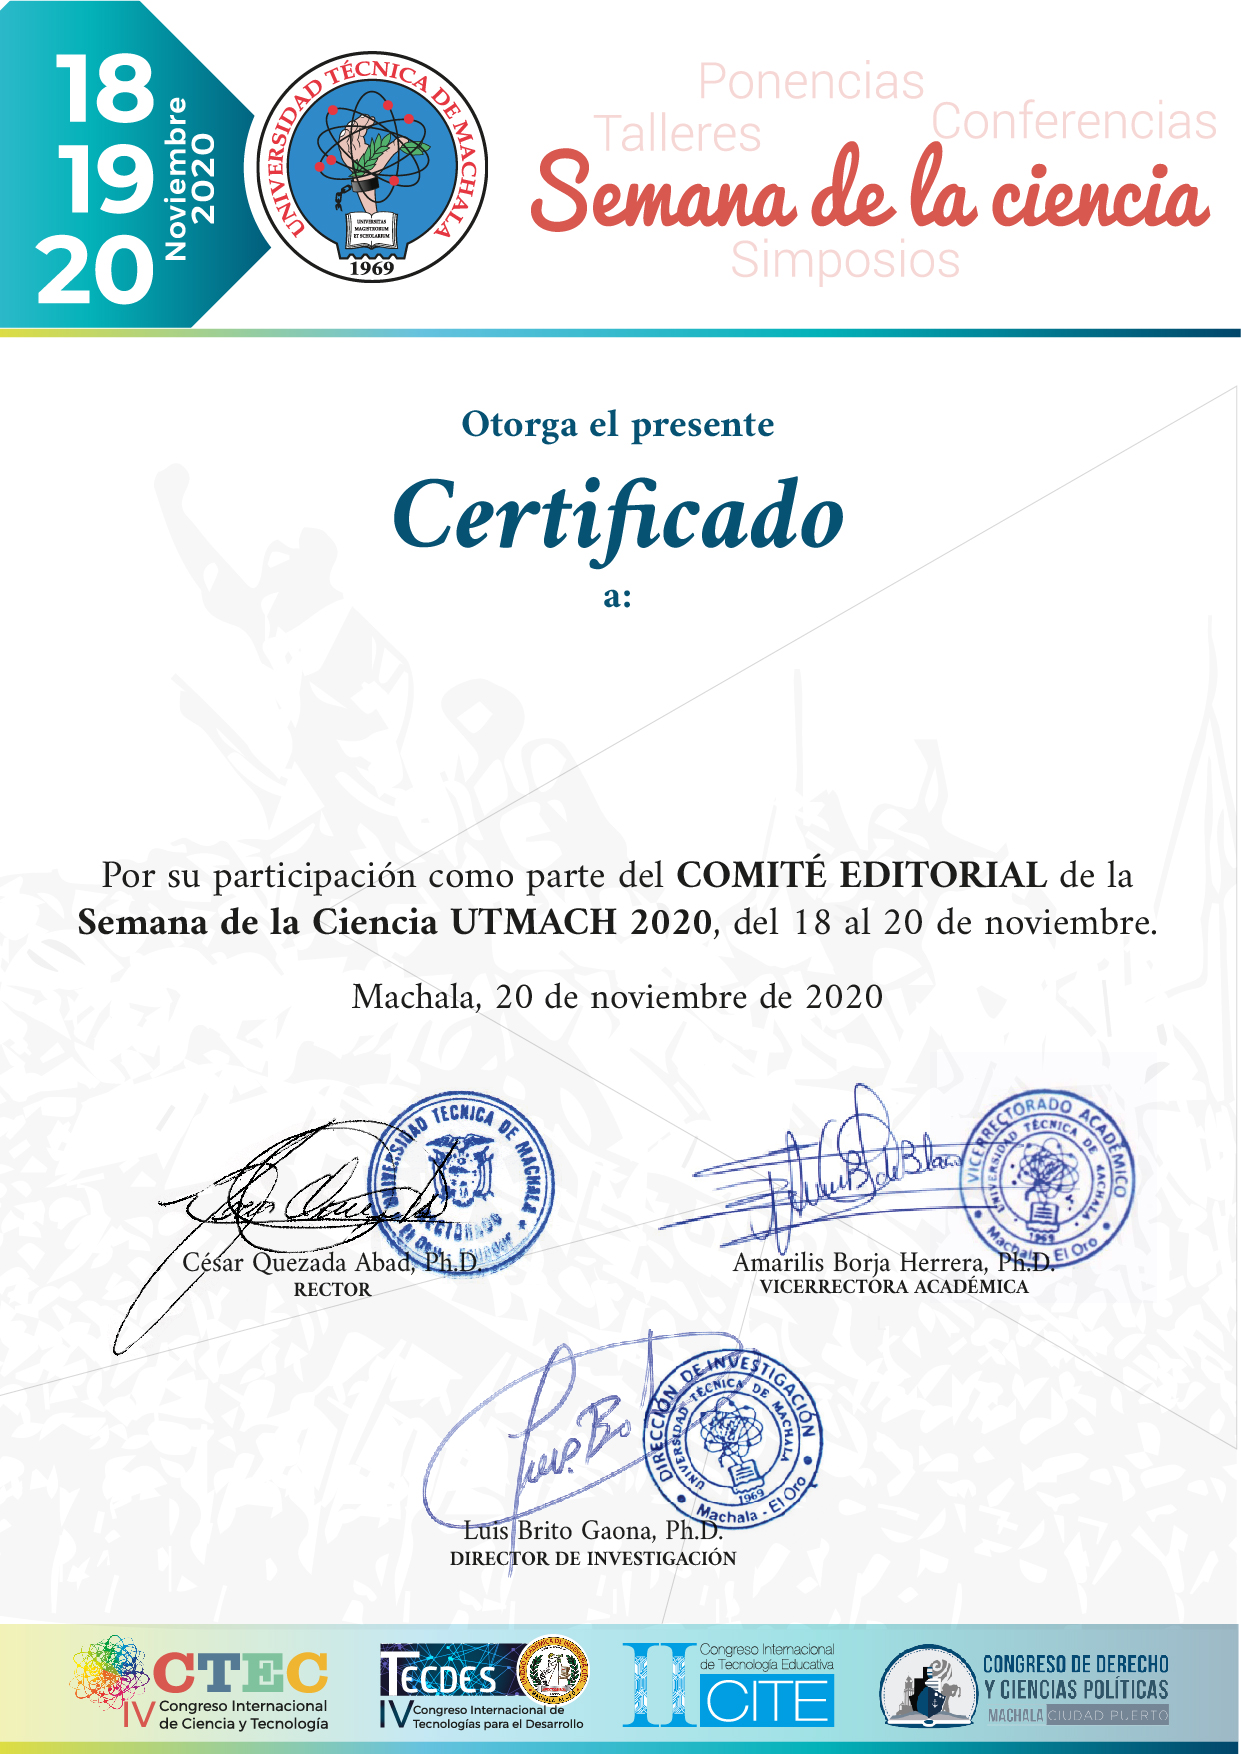 18
19
20
Noviembre
2020
UNIVERSIDAD TÉCNICA DE MACHALA
UNIVERSITAS
MAGISTRORUM
ET SCHOLARIUM
1969
Ponencias
Talleres
Conferencias
Semana de la ciencia
Simposios
Otorga el presente
Certificado
a:
Por su participación como parte del COMITÉ EDITORIAL de la
Semana de la Ciencia UTMACH 2020, del 18 al 20 de noviembre.
Machala, 20 de noviembre de 2020
UNIVERSIDAD TECNICA DE MACHALA
RECTORADO
César Quezada Abad, Ph.D.
RECTOR
VICERRECTORADO ACADÉMICO
UNIVERSIDAD TÉCNICA DE MACHALA
1969
Machala - El Oro
Amarilis Borja Herrera, Ph.D.
VICERRECTORA ACADÉMICA
DIRECCIÓN DE INVESTIGACIÓN
UNIVERSIDAD TÉCNICA DE MACHALA
1969
Machala - El Oro
Luis Brito Gaona, Ph.D.
DIRECTOR DE INVESTIGACIÓN
CTEC
IV Congreso Internacional
de Ciencia y Tecnología
TECDES
IV Congreso Internacional de
Tecnologías para el Desarrollo
II Congreso Internacional
de Tecnología Educativa
CITE
CONGRESO DE DERECHO
Y CIENCIAS POLÍTICAS
MACHALA CIUDAD PUERTO